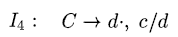 I₄ : C → d·, c/d